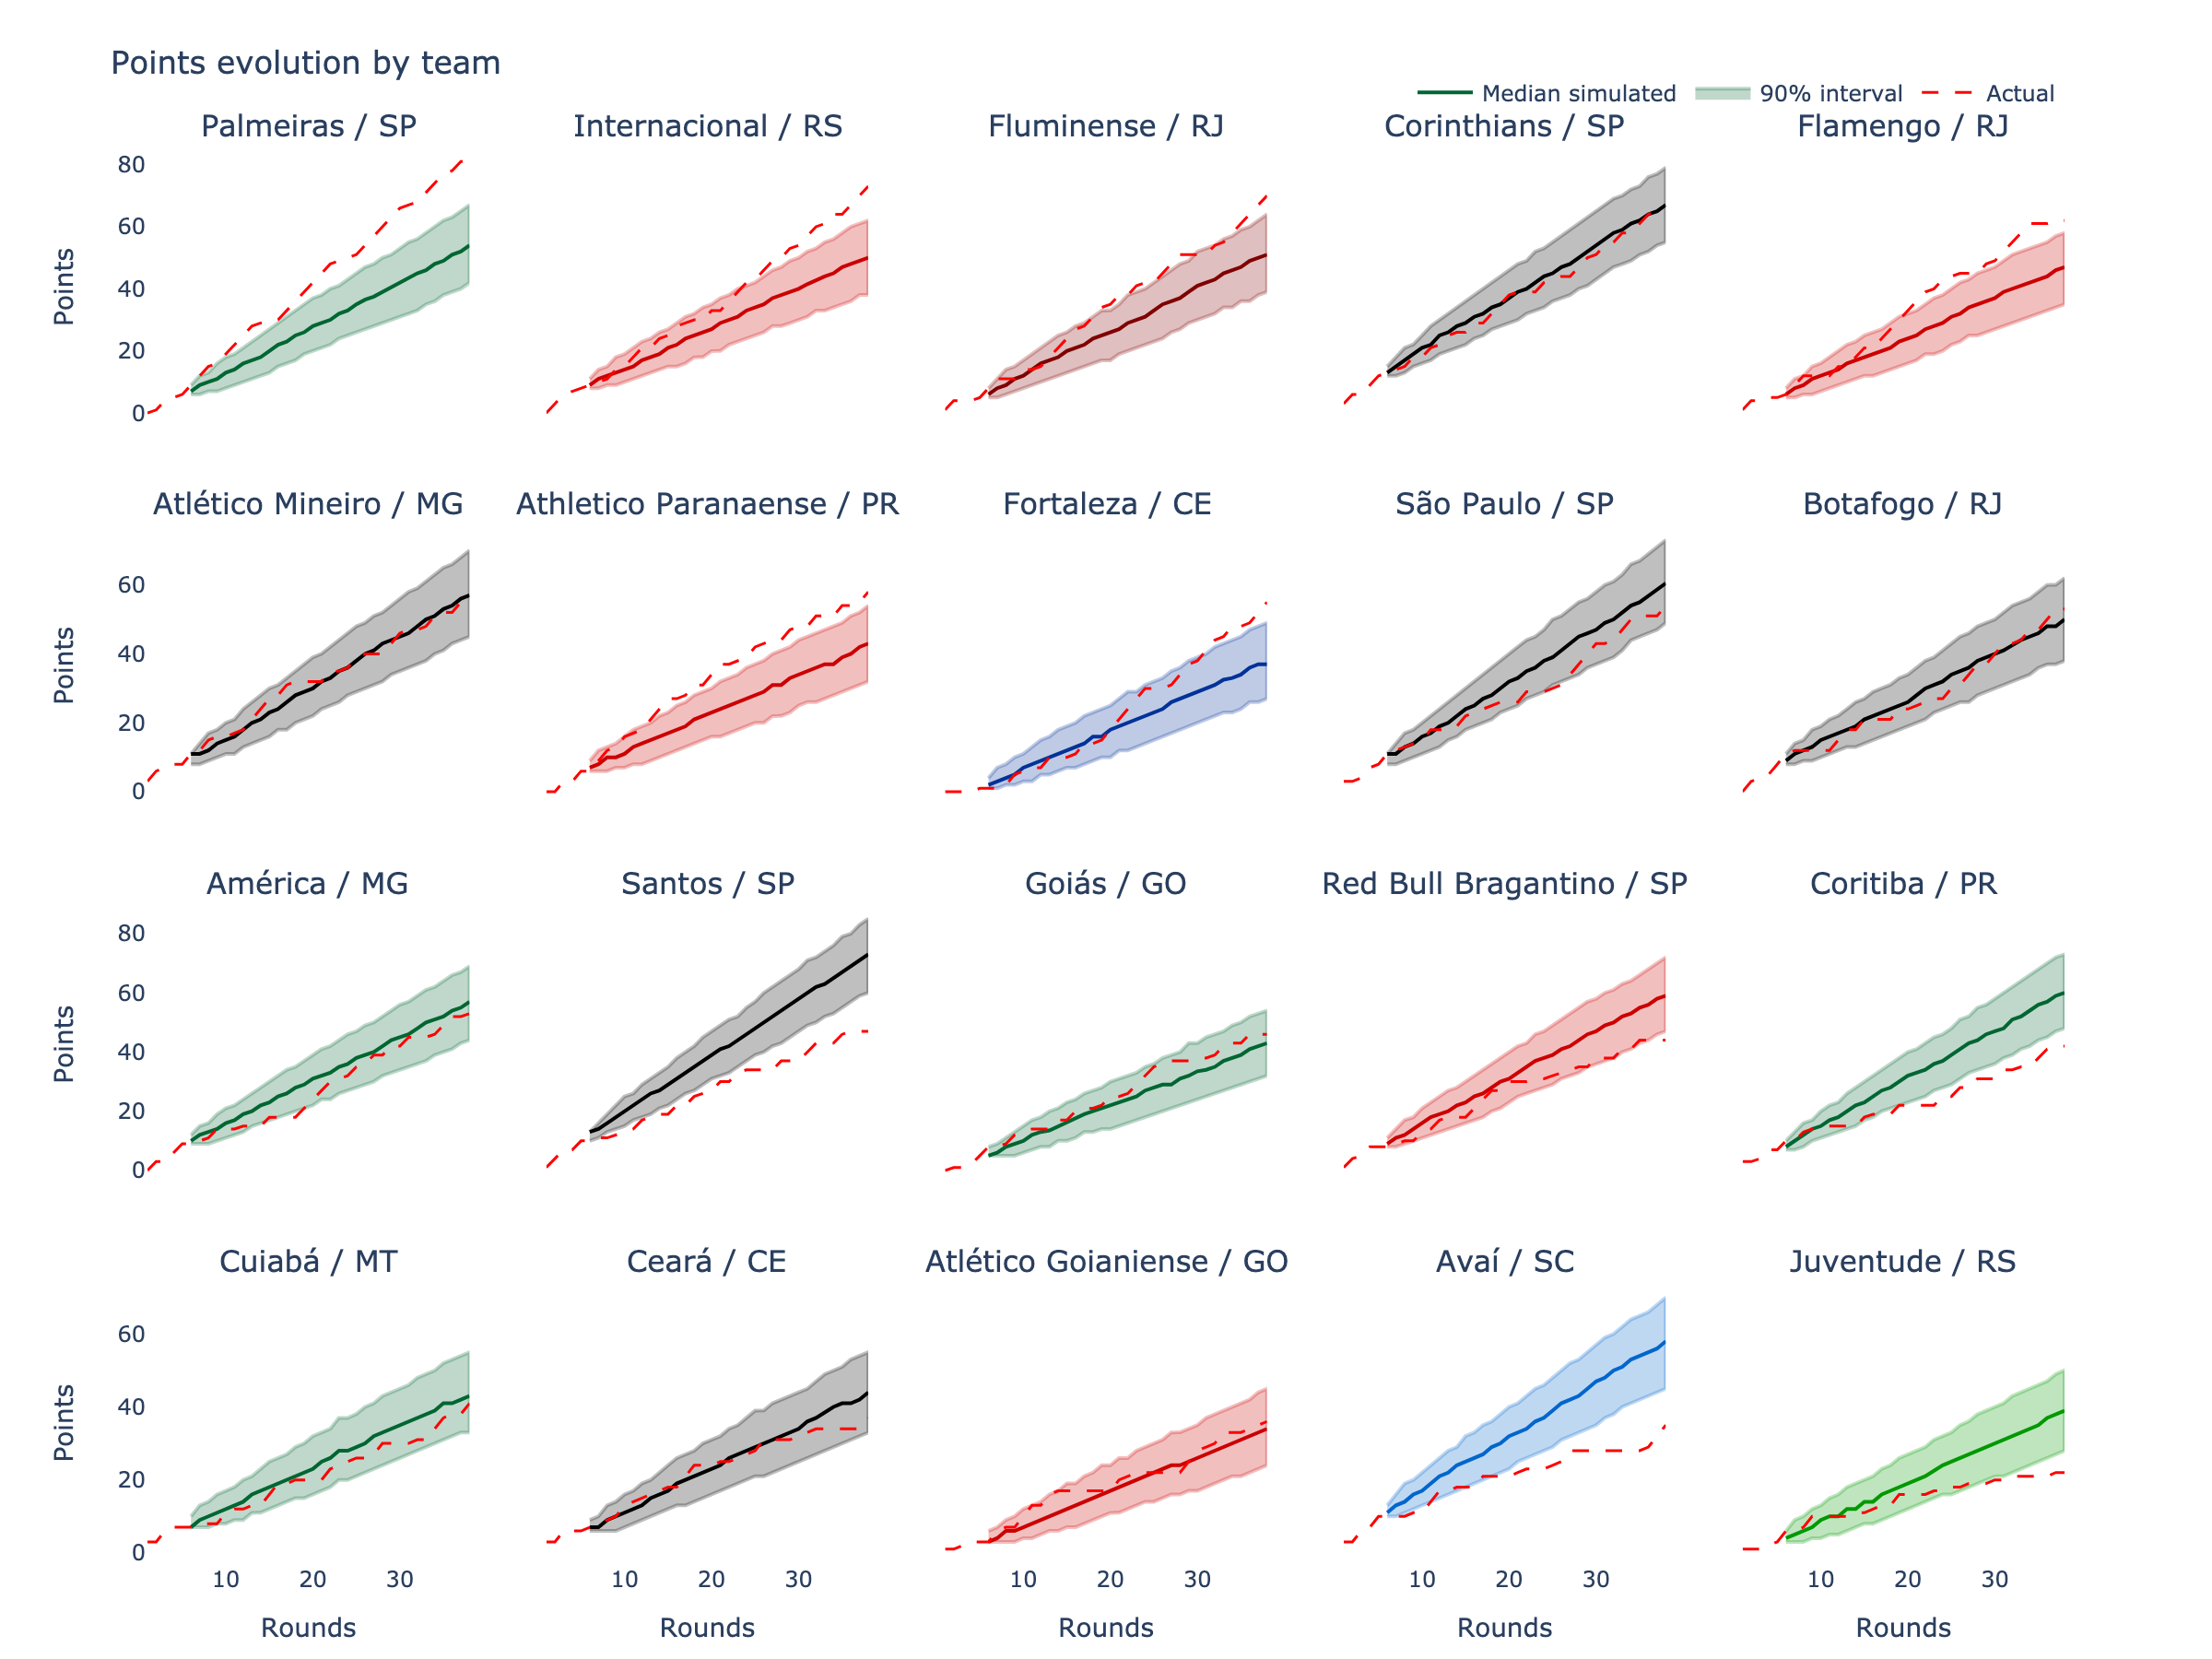 Points evolution by team
Median simulated 90% interval Actual
Palmeiras / SP Internacional / RS Fluminense / RJ Corinthians / SP Flamengo / RJ
80
60
40
20
0
Points
Atlético Mineiro / MG Athletico Paranaense / PR Fortaleza / CE São Paulo / SP Botafogo / RJ
60
40
20
0
Points
América / MG Santos / SP Goiás / GO Red Bull Bragantino / SP Coritiba / PR
80
60
40
20
0
Points
Cuiabá / MT Ceará / CE Atlético Goianiense / GO Avaí / SC Juventude / RS
60
40
20
0
Points
10 20 30 10 20 30 10 20 30 10 20 30 10 20 30
Rounds Rounds Rounds Rounds Rounds